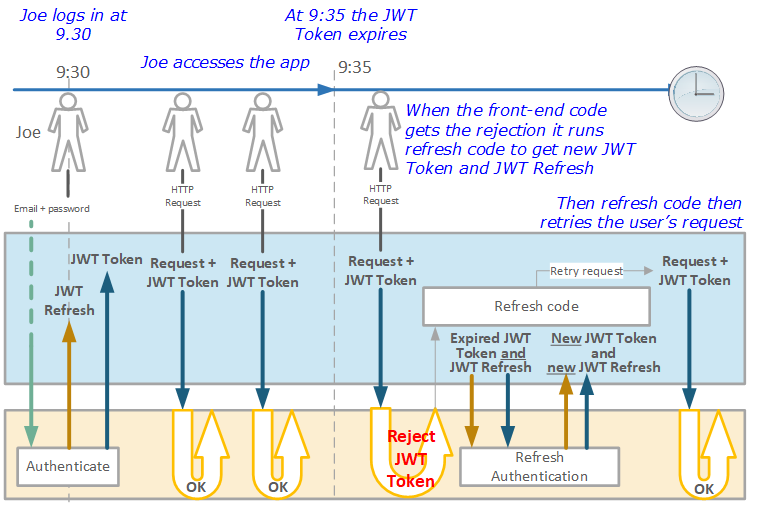 Joe logs in at
9.30
At 9:35 the JWT
Token expires
9:30
Joe accesses the app
9:35
Joe
When the front-end code
gets the rejection it runs
refresh code to get new JWT
Token and JWT Refresh
HTTP
Request
HTTP
Request
HTTP
Request
Email + password
Then refresh code then
retries the user’s request
JWT Token
JWT
Refresh
Request +
JWT Token
Request +
JWT Token
Request +
JWT Token
Retry request
Request +
JWT Token
Refresh code
Expired JWT
Token and
JWT Refresh
New JWT Token
and
new JWT Refresh
Authenticate
OK
OK
Reject
JWT
Token
Refresh
Authentication
OK